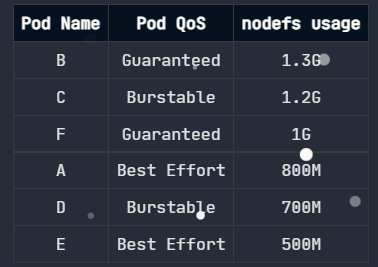 Pod Name Pod QoS nodefs usage
B Guaranteed 1.3G
C Burstable 1.2G
F Guaranteed 1G
A Best Effort 800M
D Burstable 700M
E Best Effort 500M